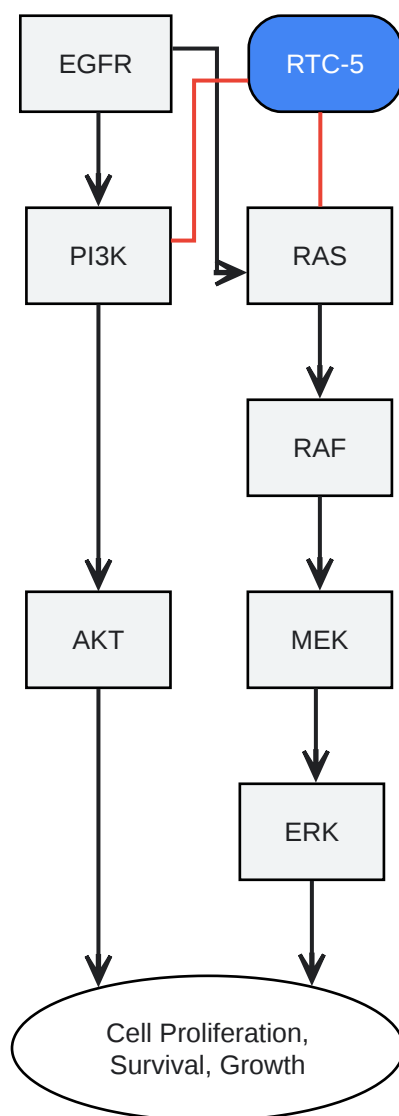 EGFR
RTC-5
PI3K
RAS
RAF
AKT
MEK
ERK
Cell Proliferation,
Survival, Growth